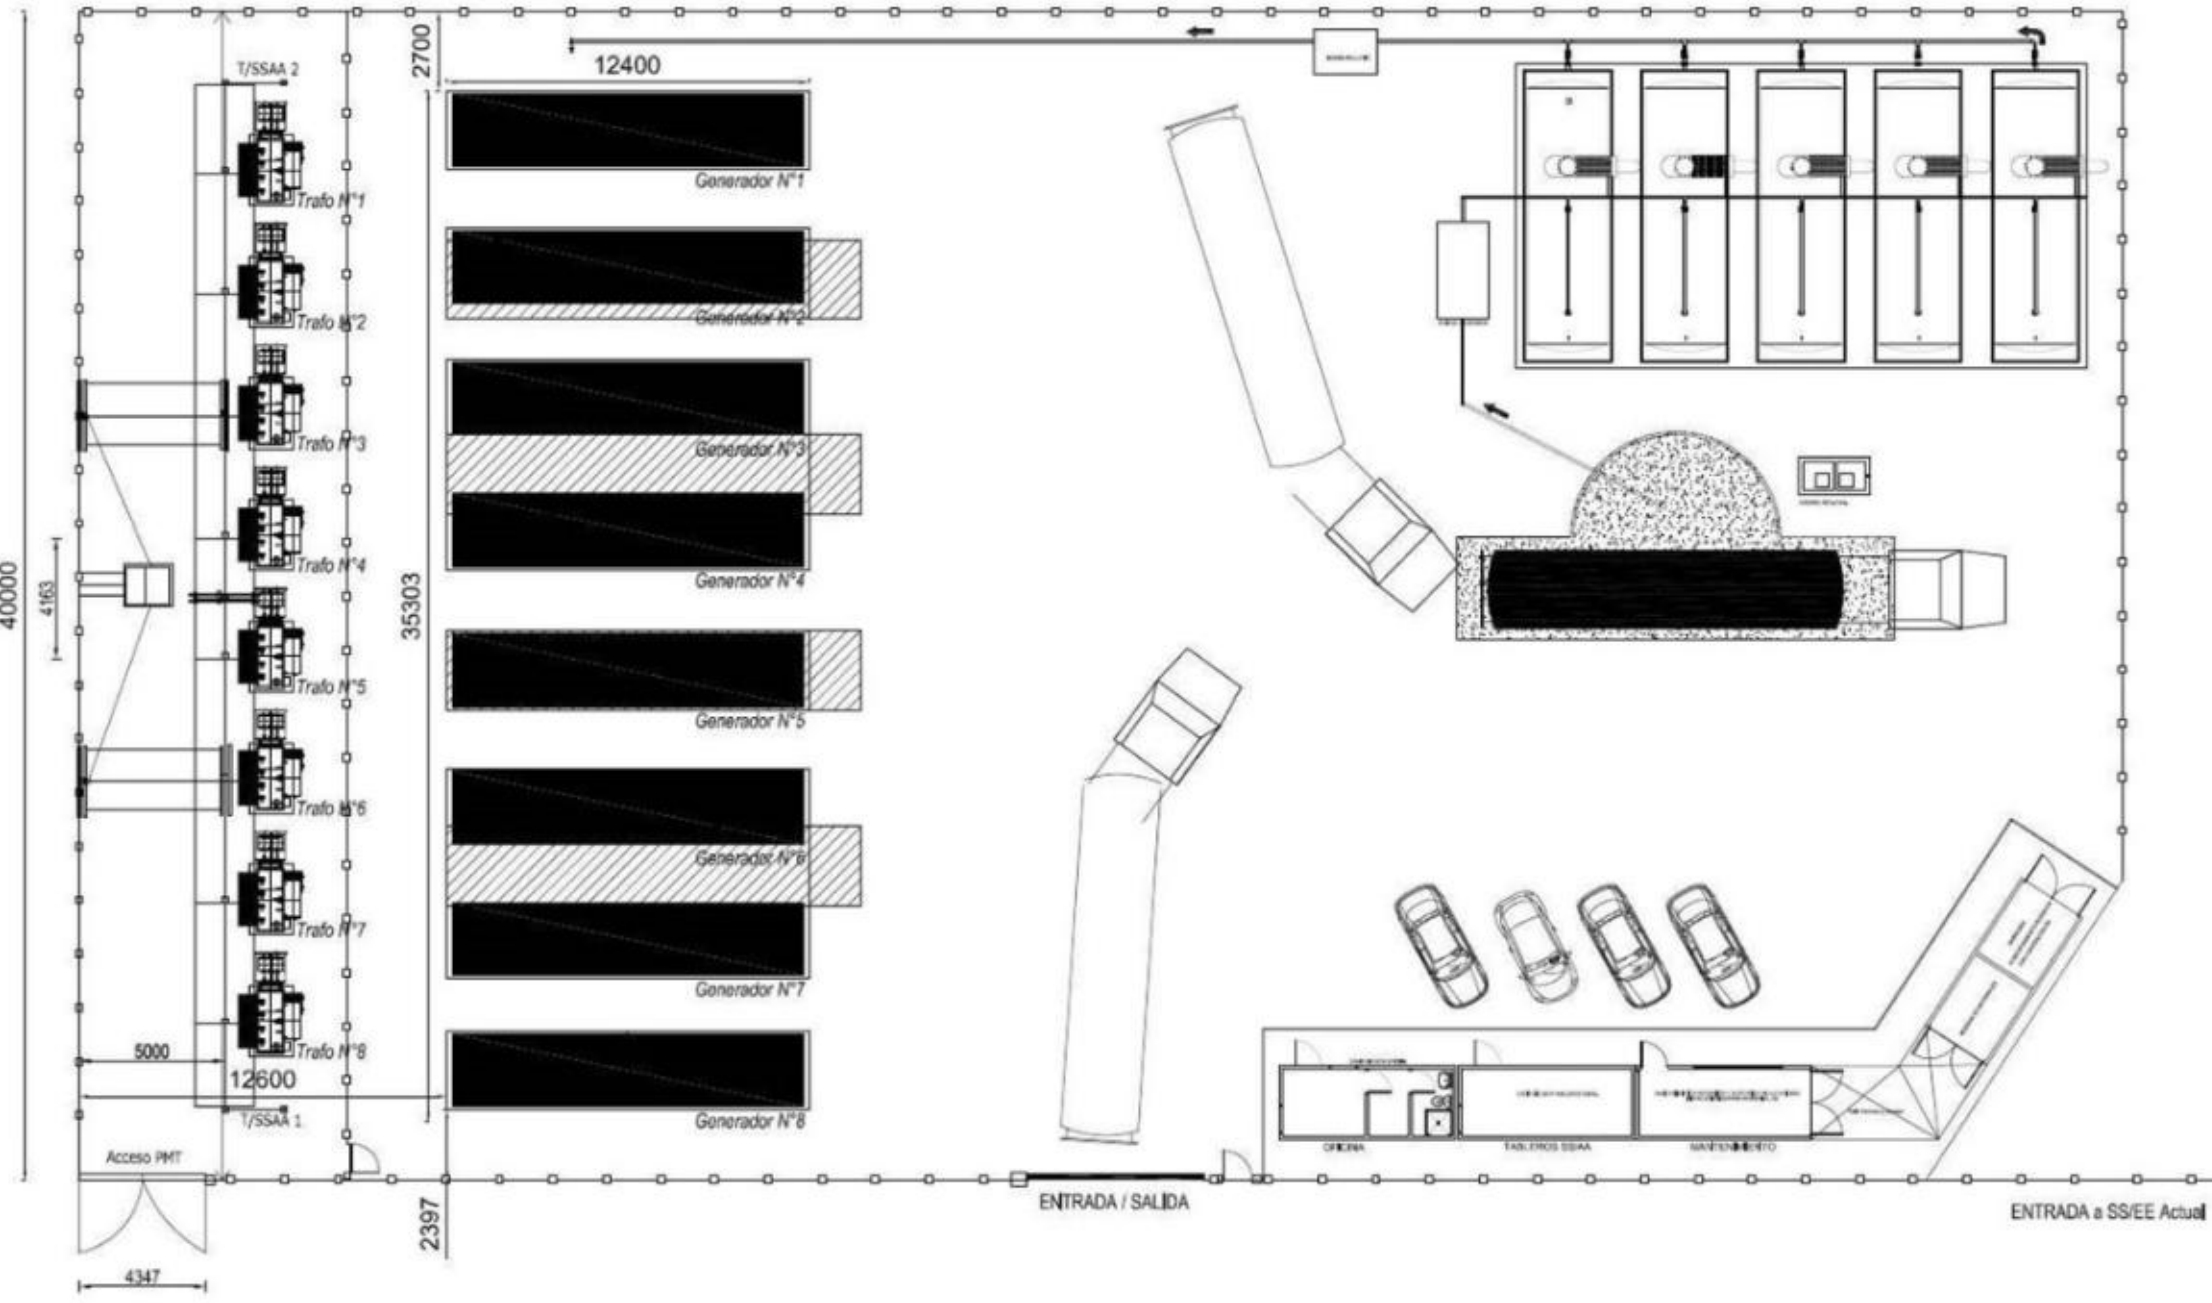 2700
12400
T/SSAA 2
Generador N°1
Trafo N°1
Generador N°2
Trafo N°2
Generador N°3
Trafo N°3
Generador N°4
Trafo N°4
40000
4163
35303
Trafo N°5
Generador N°5
Trafo N°6
Generador N°6
Trafo N°7
Generador N°7
Trafo N°8
5000
12600
T/SSAA 1
Generador N°8
Acceso PMT
OFICINA
TABLEROS SSAA
MANTENIMIENTO
ENTRADA / SALIDA
2397
ENTRADA a SS/EE Actual
4347